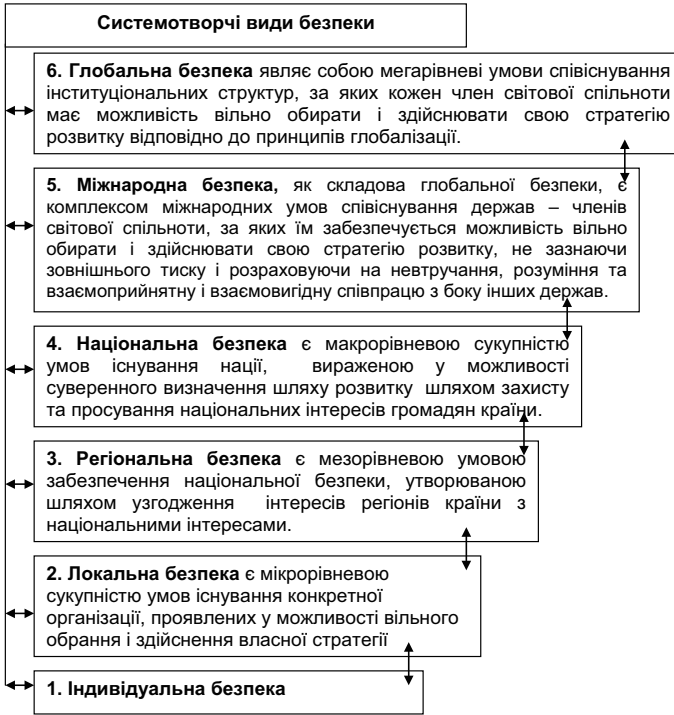 Системотворчі види безпеки
6. Глобальна безпека являє собою мегарівневі умови співіснування
інституціональних структур, за яких кожен член світової спільноти
має можливість вільно обирати і здійснювати свою стратегію
розвитку відповідно до принципів глобалізації.
5. Міжнародна безпека, як складова глобальної безпеки, є
комплексом міжнародних умов співіснування держав – членів
світової спільноти, за яких їм забезпечується можливість вільно
обирати і здійснювати свою стратегію розвитку, не зазнаючи
зовнішнього тиску і розраховуючи на невтручання, розуміння та
взаємоприйнятну і взаємовигідну співпрацю з боку інших держав.
4. Національна безпека є макрорівневою сукупністю
умов існування нації, вираженою у можливості
суверенного визначення шляху розвитку шляхом захисту
та просування національних інтересів громадян країни.
3. Регіональна безпека є мезорівневою умовою
забезпечення національної безпеки, утворюваною
шляхом узгодження інтересів регіонів країни з
національними інтересами.
2. Локальна безпека є мікрорівневою
сукупністю умов існування конкретної
організації, проявлених у можливості вільного
обрання і здійснення власної стратегії
1. Індивідуальна безпека